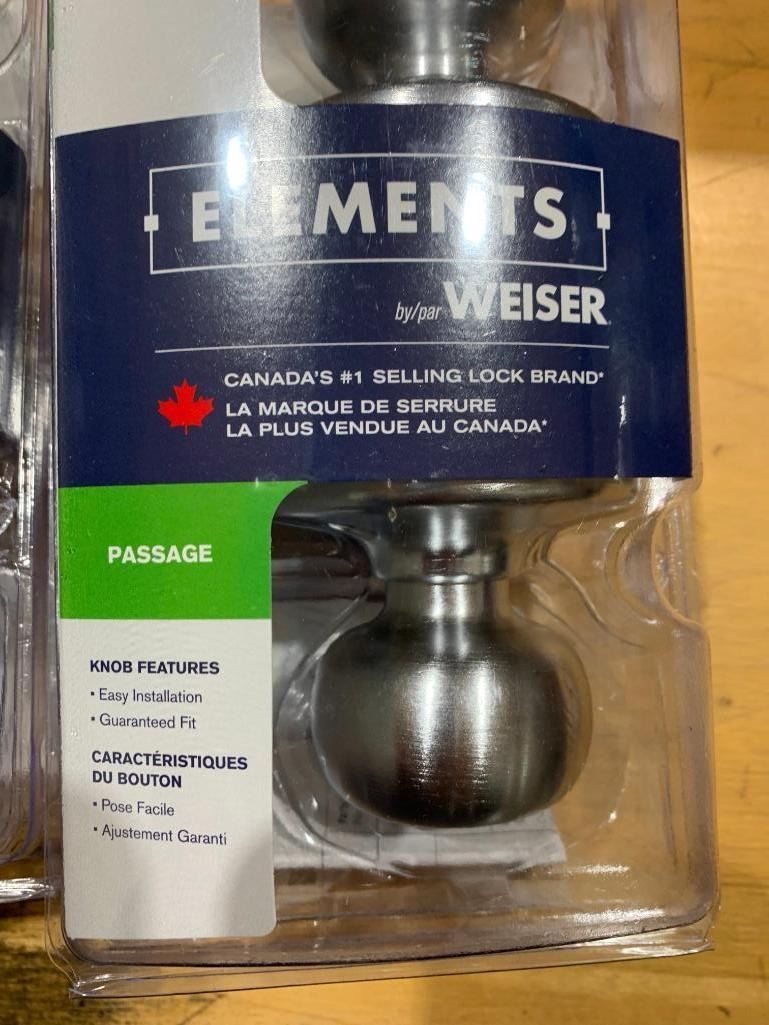 ELEMENTS
by/par WEISER
CANADA'S #1 SELLING LOCK BRAND*
LA MARQUE DE SERRURE
LA PLUS VENDUE AU CANADA*
PASSAGE
KNOB FEATURES
▪ Easy Installation
▪ Guaranteed Fit
CARACTÉRISTIQUES
DU BOUTON
▪ Pose Facile
▪ Ajustement Garanti